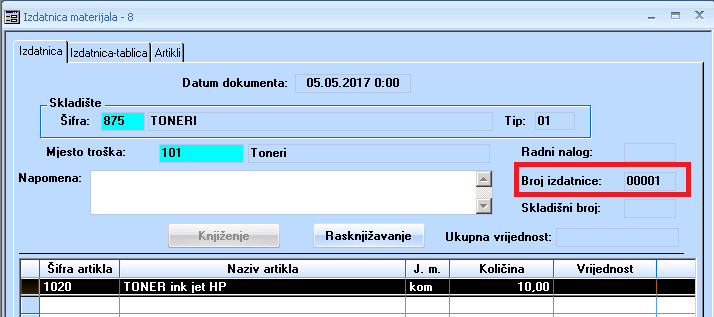 Izdatnica materijala - 8
Izdatnica Izdatnica-tablica Artikli
Datum dokumenta: 05.05.2017 0:00
Skladište
Šifra: 875 TONERI Tip: 01
Mjesto troška: 101 Toneri Radni nalog:
Napomena: Broj izdatnice: 00001
Skladišni broj:
Knjiženje Rasknjižavanje Ukupna vrijednost:
Šifra artikla Naziv artikla J. m. Količina Vrijednost
1020 TONER ink jet HP kom 10,00